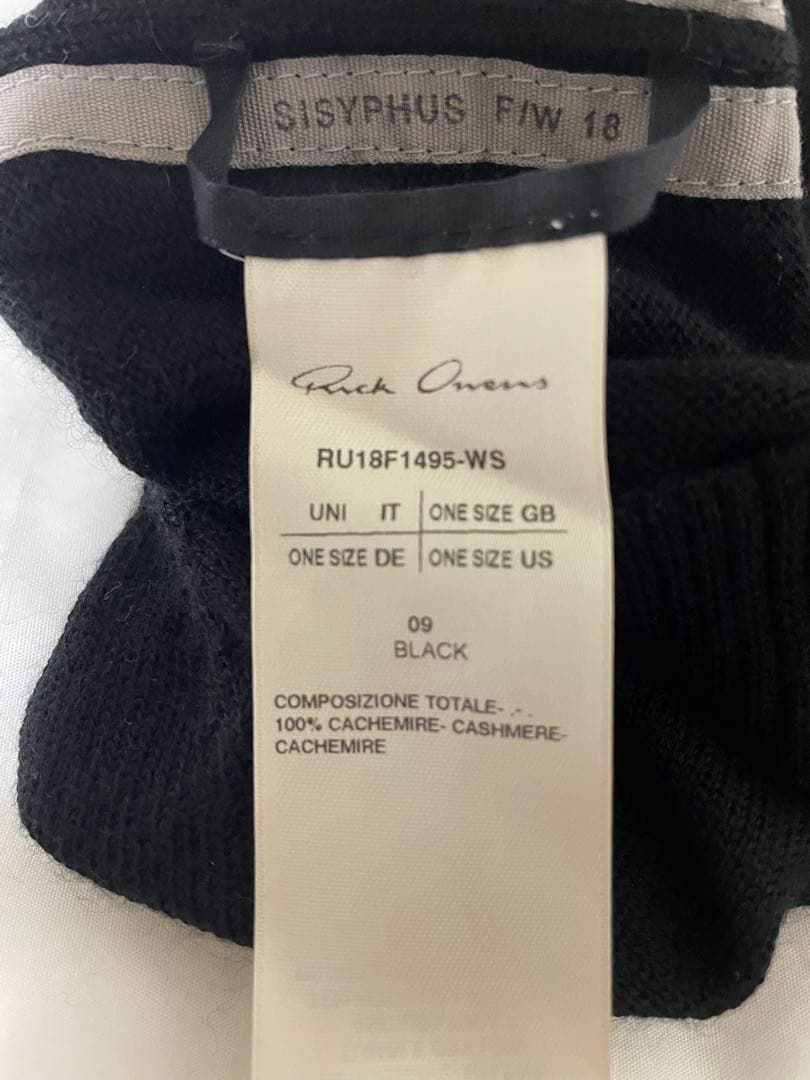 SISYPHUS F/W 18
Rick Owens
RU18F1495-WS
UNI IT ONE SIZE GB
ONE SIZE DE ONE SIZE US
09
BLACK
COMPOSIZIONE TOTALE- .- .
100% CACHEMIRE- CASHMERE-
CACHEMIRE